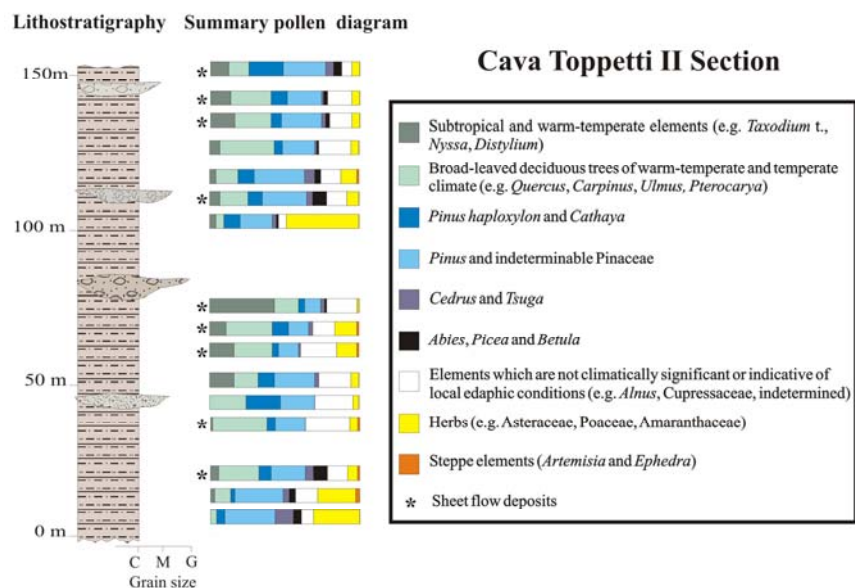 Lithostratigraphy
Summary pollen diagram
Cava Toppetti II Section
150m
100 m
50 m
0 m
C M G
Grain size
*
*
*
*
*
*
*
*
*
Subtropical and warm-temperate elements (e.g. Taxodium t.,
Nyssa, Distylium)
Broad-leaved deciduous trees of warm-temperate and temperate
climate (e.g. Quercus, Carpinus, Ulmus, Pterocarya)
Pinus haploxylon and Cathaya
Pinus and indeterminable Pinaceae
Cedrus and Tsuga
Abies, Picea and Betula
Elements which are not climatically significant or indicative of
local edaphic conditions (e.g. Alnus, Cupressaceae, indetermined)
Herbs (e.g. Asteraceae, Poaceae, Amaranthaceae)
Steppe elements (Artemisia and Ephedra)
* Sheet flow deposits